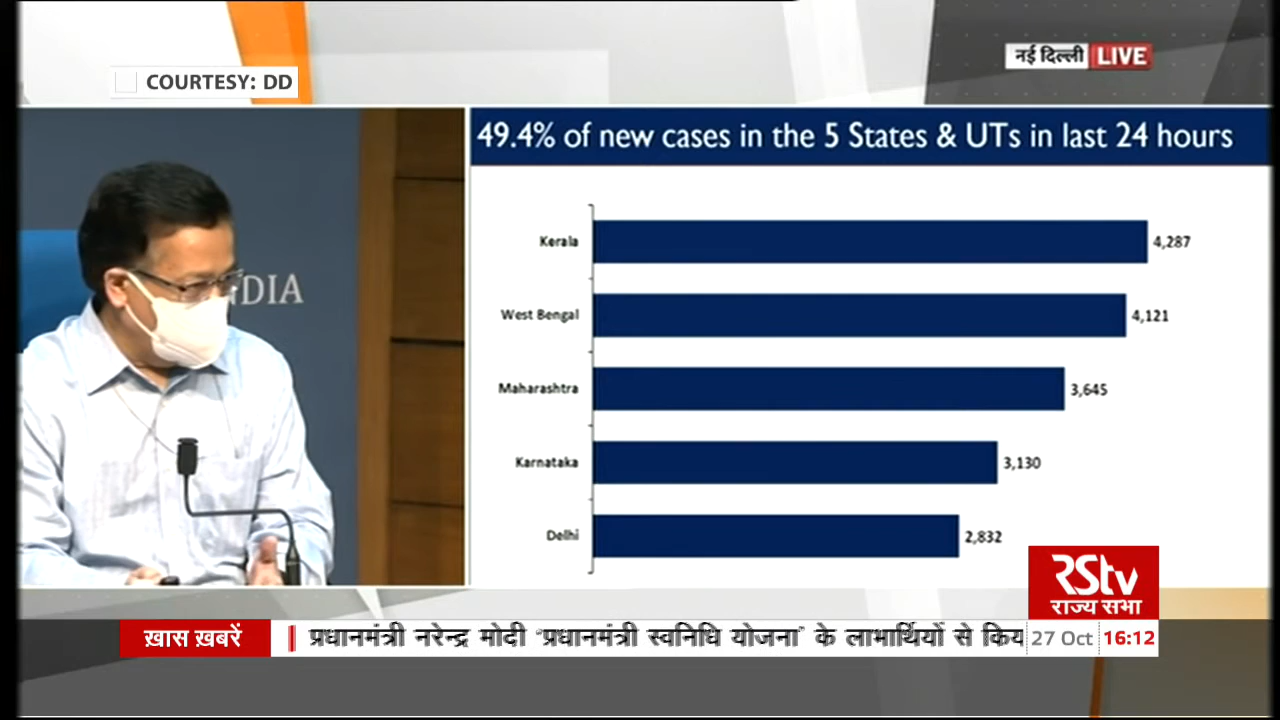 COURTESY: DD
नई दिल्ली LIVE
49.4% of new cases in the 5 States & UTs in last 24 hours
Kerala 4,287
West Bengal 4,121
Maharashtra 3,645
Karnataka 3,130
Delhi 2,832
NDIA
RStv
राज्य सभा
ख़ास ख़बरें
प्रधानमंत्री नरेन्द्र मोदी 'प्रधानमंत्री स्वनिधि योजना' के लाभार्थियों से किय
27 Oct 16:12